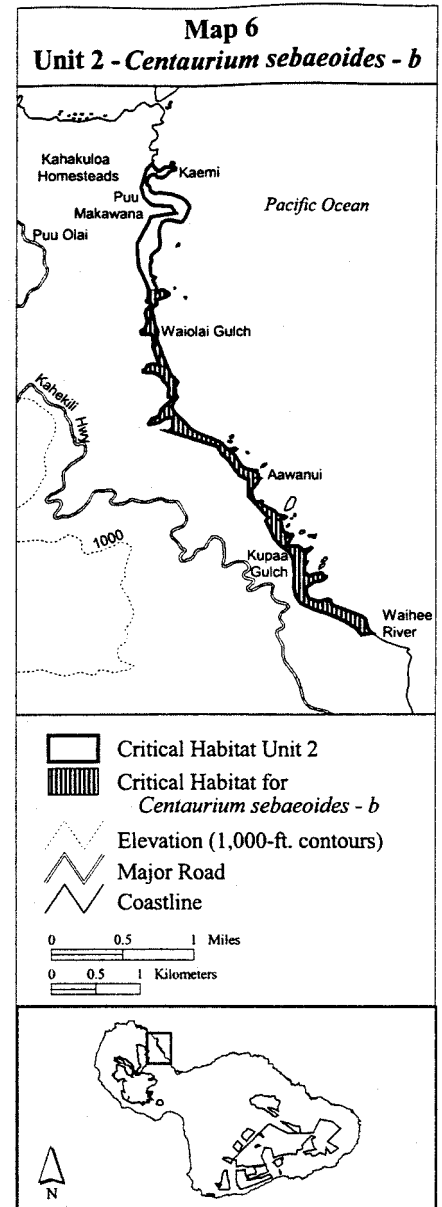 Map 6
Unit 2 - Centaurium sebaeoides - b
Kahakuloa
Homesteads
Kaemi
Puu
Makawana
Pacific Ocean
Puu Olai
Waiolai Gulch
Kahekili Hwy
Aawanui
1000
Kupaa
Gulch
Waihee
River
Critical Habitat Unit 2
Critical Habitat for
Centaurium sebaeoides - b
Elevation (1,000-ft. contours)
Major Road
Coastline
0 0.5 1 Miles
0 0.5 1 Kilometers
N